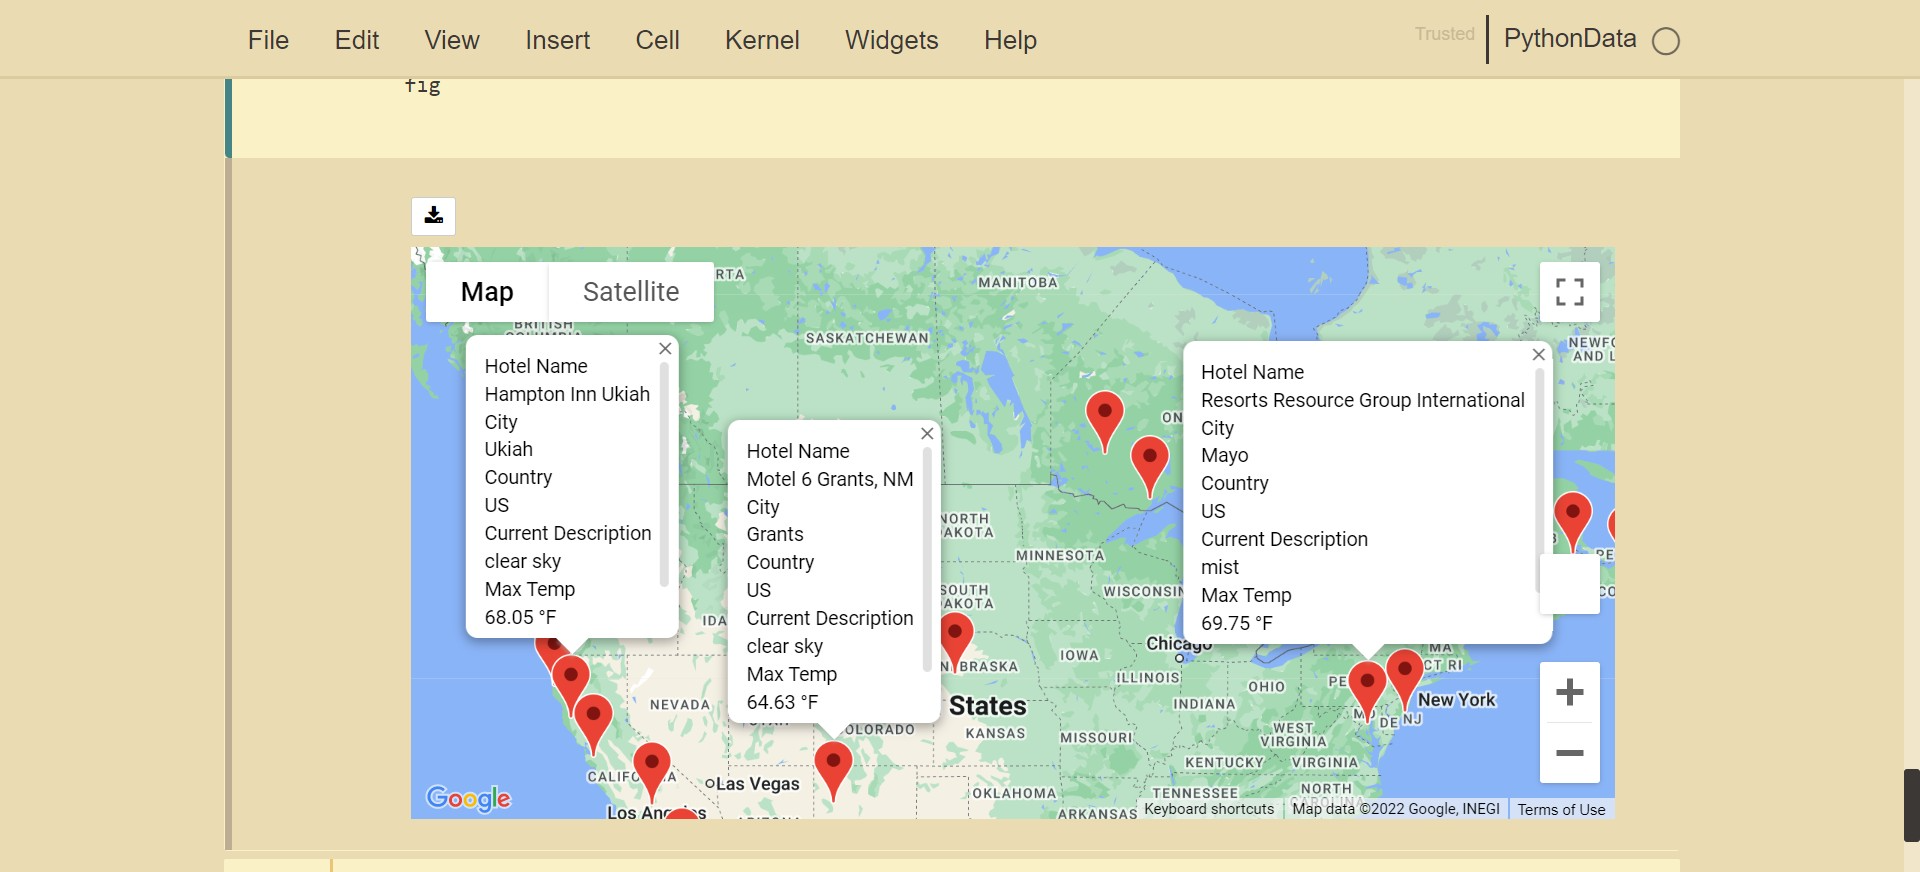 File Edit View Insert Cell Kernel Widgets Help
Trusted PythonData
fig
Map Satellite
RTA
BRITISH
MANITOBA
SASKATCHEWAN
NEWFO
AND L
ON
Hotel Name
Hampton Inn Ukiah
City
Ukiah
Country
US
Current Description
clear sky
Max Temp
68.05 °F
Hotel Name
Motel 6 Grants, NM
City
Grants
Country
US
Current Description
clear sky
Max Temp
64.63 °F
Hotel Name
Resorts Resource Group International
City
Mayo
Country
US
Current Description
mist
Max Temp
69.75 °F
NORTH
AKOTA
MINNESOTA
SOUTH
AKOTA
WISCONSIN
IDA
PE
Chicago
IOWA
BRASKA
ILLINOIS
MA
CT RI
OHIO
PE
NEVADA
States
INDIANA
New York
MD
DE NJ
OLORADO
KANSAS
MISSOURI
WEST
VIRGINIA
KENTUCKY
VIRGINIA
CALIFO
Las Vegas
OKLAHOMA
TENNESSEE
NORTH
CAROLINA
Google
Los Ang
es
ARKANSAS
Keyboard shortcuts
Map data ©2022 Google, INEGI
Terms of Use